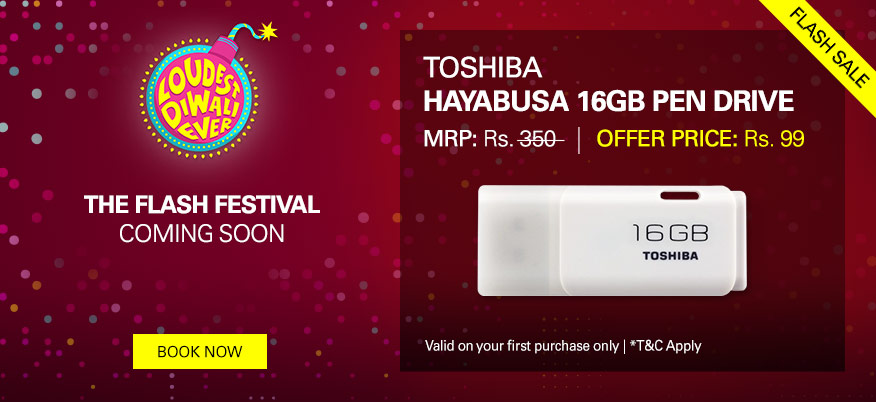 LOUDEST
DIWALI
EVER
THE FLASH FESTIVAL
COMING SOON
BOOK NOW
FLASH SALE
TOSHIBA
HAYABUSA 16GB PEN DRIVE
MRP: Rs. 350 | OFFER PRICE: Rs. 99
16GB
TOSHIBA
Valid on your first purchase only | *T&C Apply